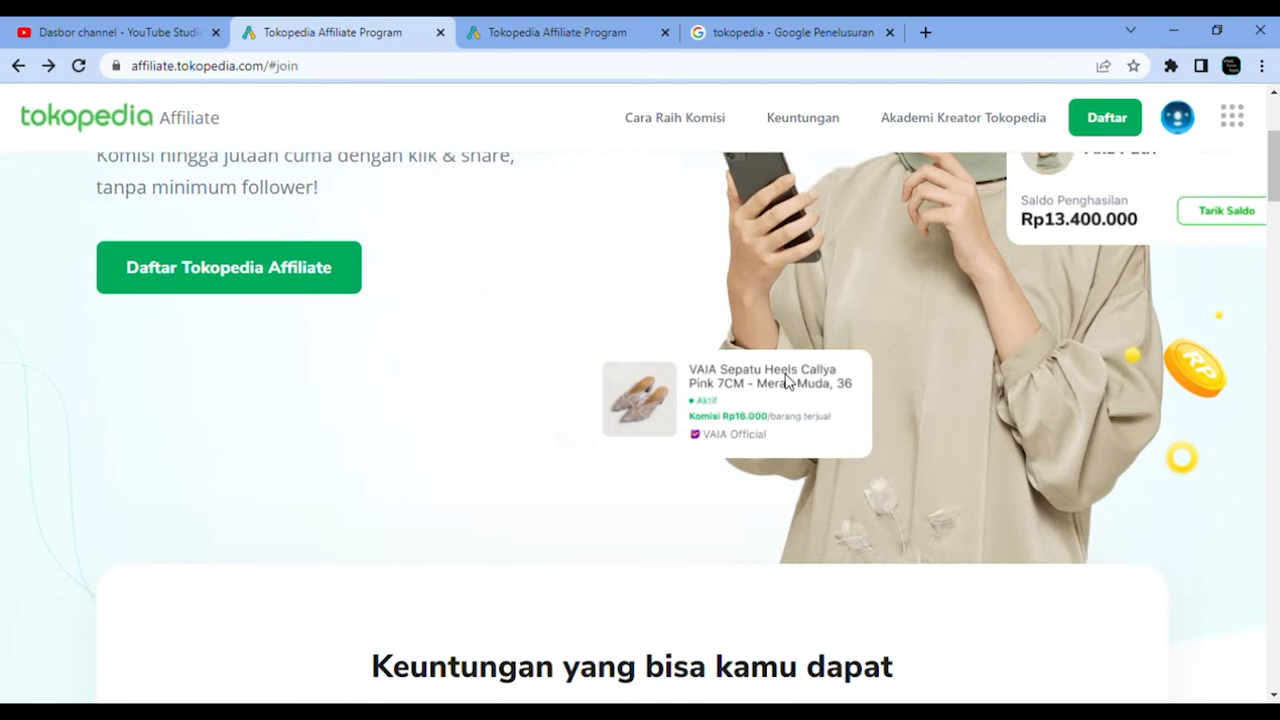 Dasbor channel - YouTube Studi
Tokopedia Affiliate Program
Tokopedia Affiliate Program
tokopedia - Google Penelusuran
affiliate.tokopedia.com/#join
tokopedia Affiliate
Cara Raih Komisi
Keuntungan
Akademi Kreator Tokopedia
Daftar
Komisi hingga jutaan cuma dengan klik & share,
tanpa minimum follower!
Saldo Penghasilan
Rp13.400.000
Tarik Saldo
Daftar Tokopedia Affiliate
VAIA Sepatu Heels Callya
Pink 7CM - Merah Muda, 36
Aktif
Komisi Rp16.000/barang terjual
VAIA Official
RP
Keuntungan yang bisa kamu dapat